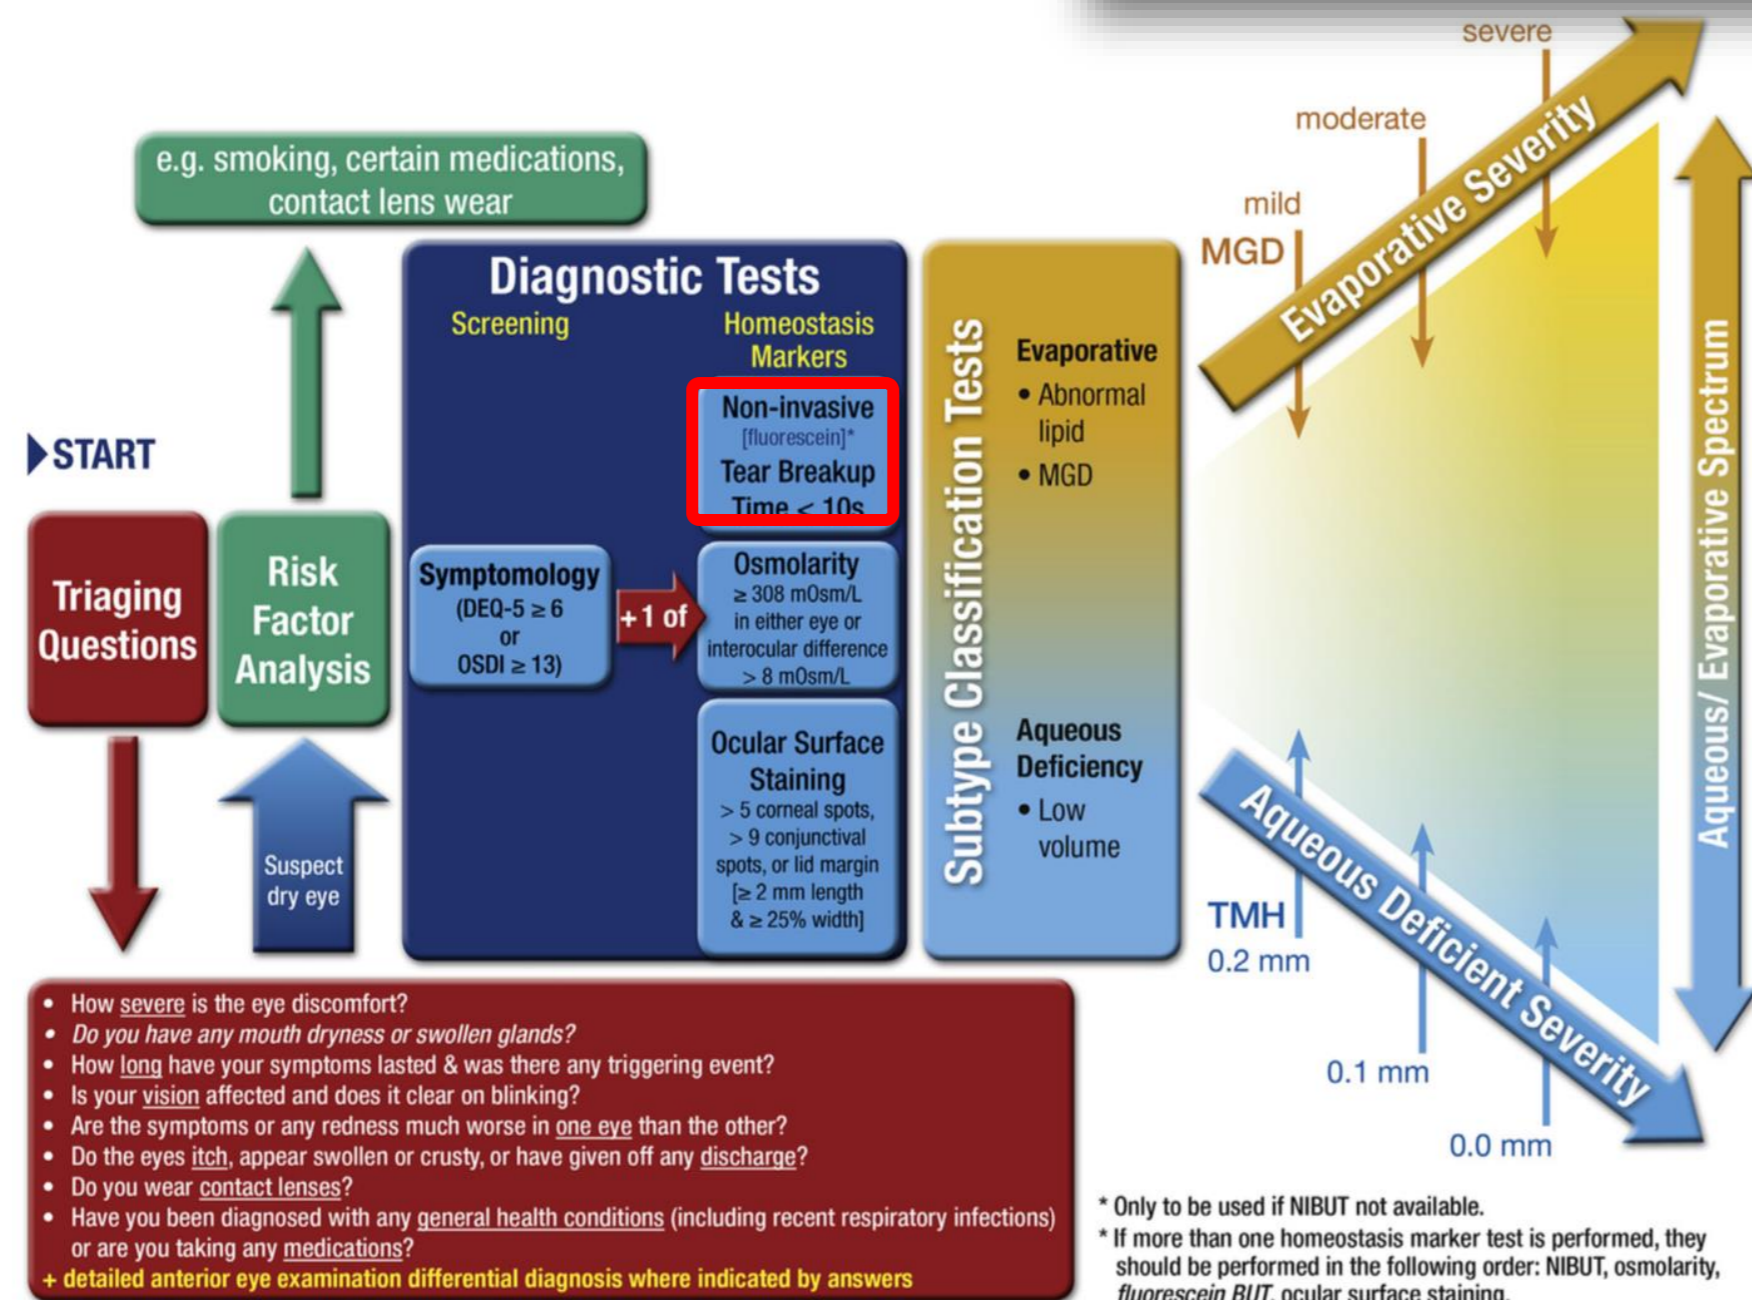 e.g. smoking, certain medications,
contact lens wear
START
Triaging
Questions
Risk
Factor
Analysis
Suspect
dry eye
Diagnostic Tests
Screening
Symptomology
(DEQ-5 ≥ 6
or
OSDI ≥ 13)
+1 of
Homeostasis
Markers
Non-invasive
[fluorescein]*
Tear Breakup
Time < 10s
Osmolarity
≥ 308 mOsm/L
in either eye or
interocular difference
> 8 mOsm/L
Ocular Surface
Staining
> 5 corneal spots,
> 9 conjunctival
spots, or lid margin
[≥ 2 mm length
& ≥ 25% width]
Subtype Classification Tests
Evaporative
• Abnormal
lipid
• MGD
Aqueous
Deficiency
• Low
volume
severe
moderate
mild
MGD
Evaporative Severity
Aqueous/ Evaporative Spectrum
Aqueous Deficient Severity
TMH
0.2 mm
0.1 mm
0.0 mm
• How severe is the eye discomfort?
• Do you have any mouth dryness or swollen glands?
• How long have your symptoms lasted & was there any triggering event?
• Is your vision affected and does it clear on blinking?
• Are the symptoms or any redness much worse in one eye than the other?
• Do the eyes itch, appear swollen or crusty, or have given off any discharge?
• Do you wear contact lenses?
• Have you been diagnosed with any general health conditions (including recent respiratory infections)
or are you taking any medications?
+ detailed anterior eye examination differential diagnosis where indicated by answers
* Only to be used if NIBUT not available.
* If more than one homeostasis marker test is performed, they
should be performed in the following order: NIBUT, osmolarity,
fluorescein BUT, ocular surface staining.